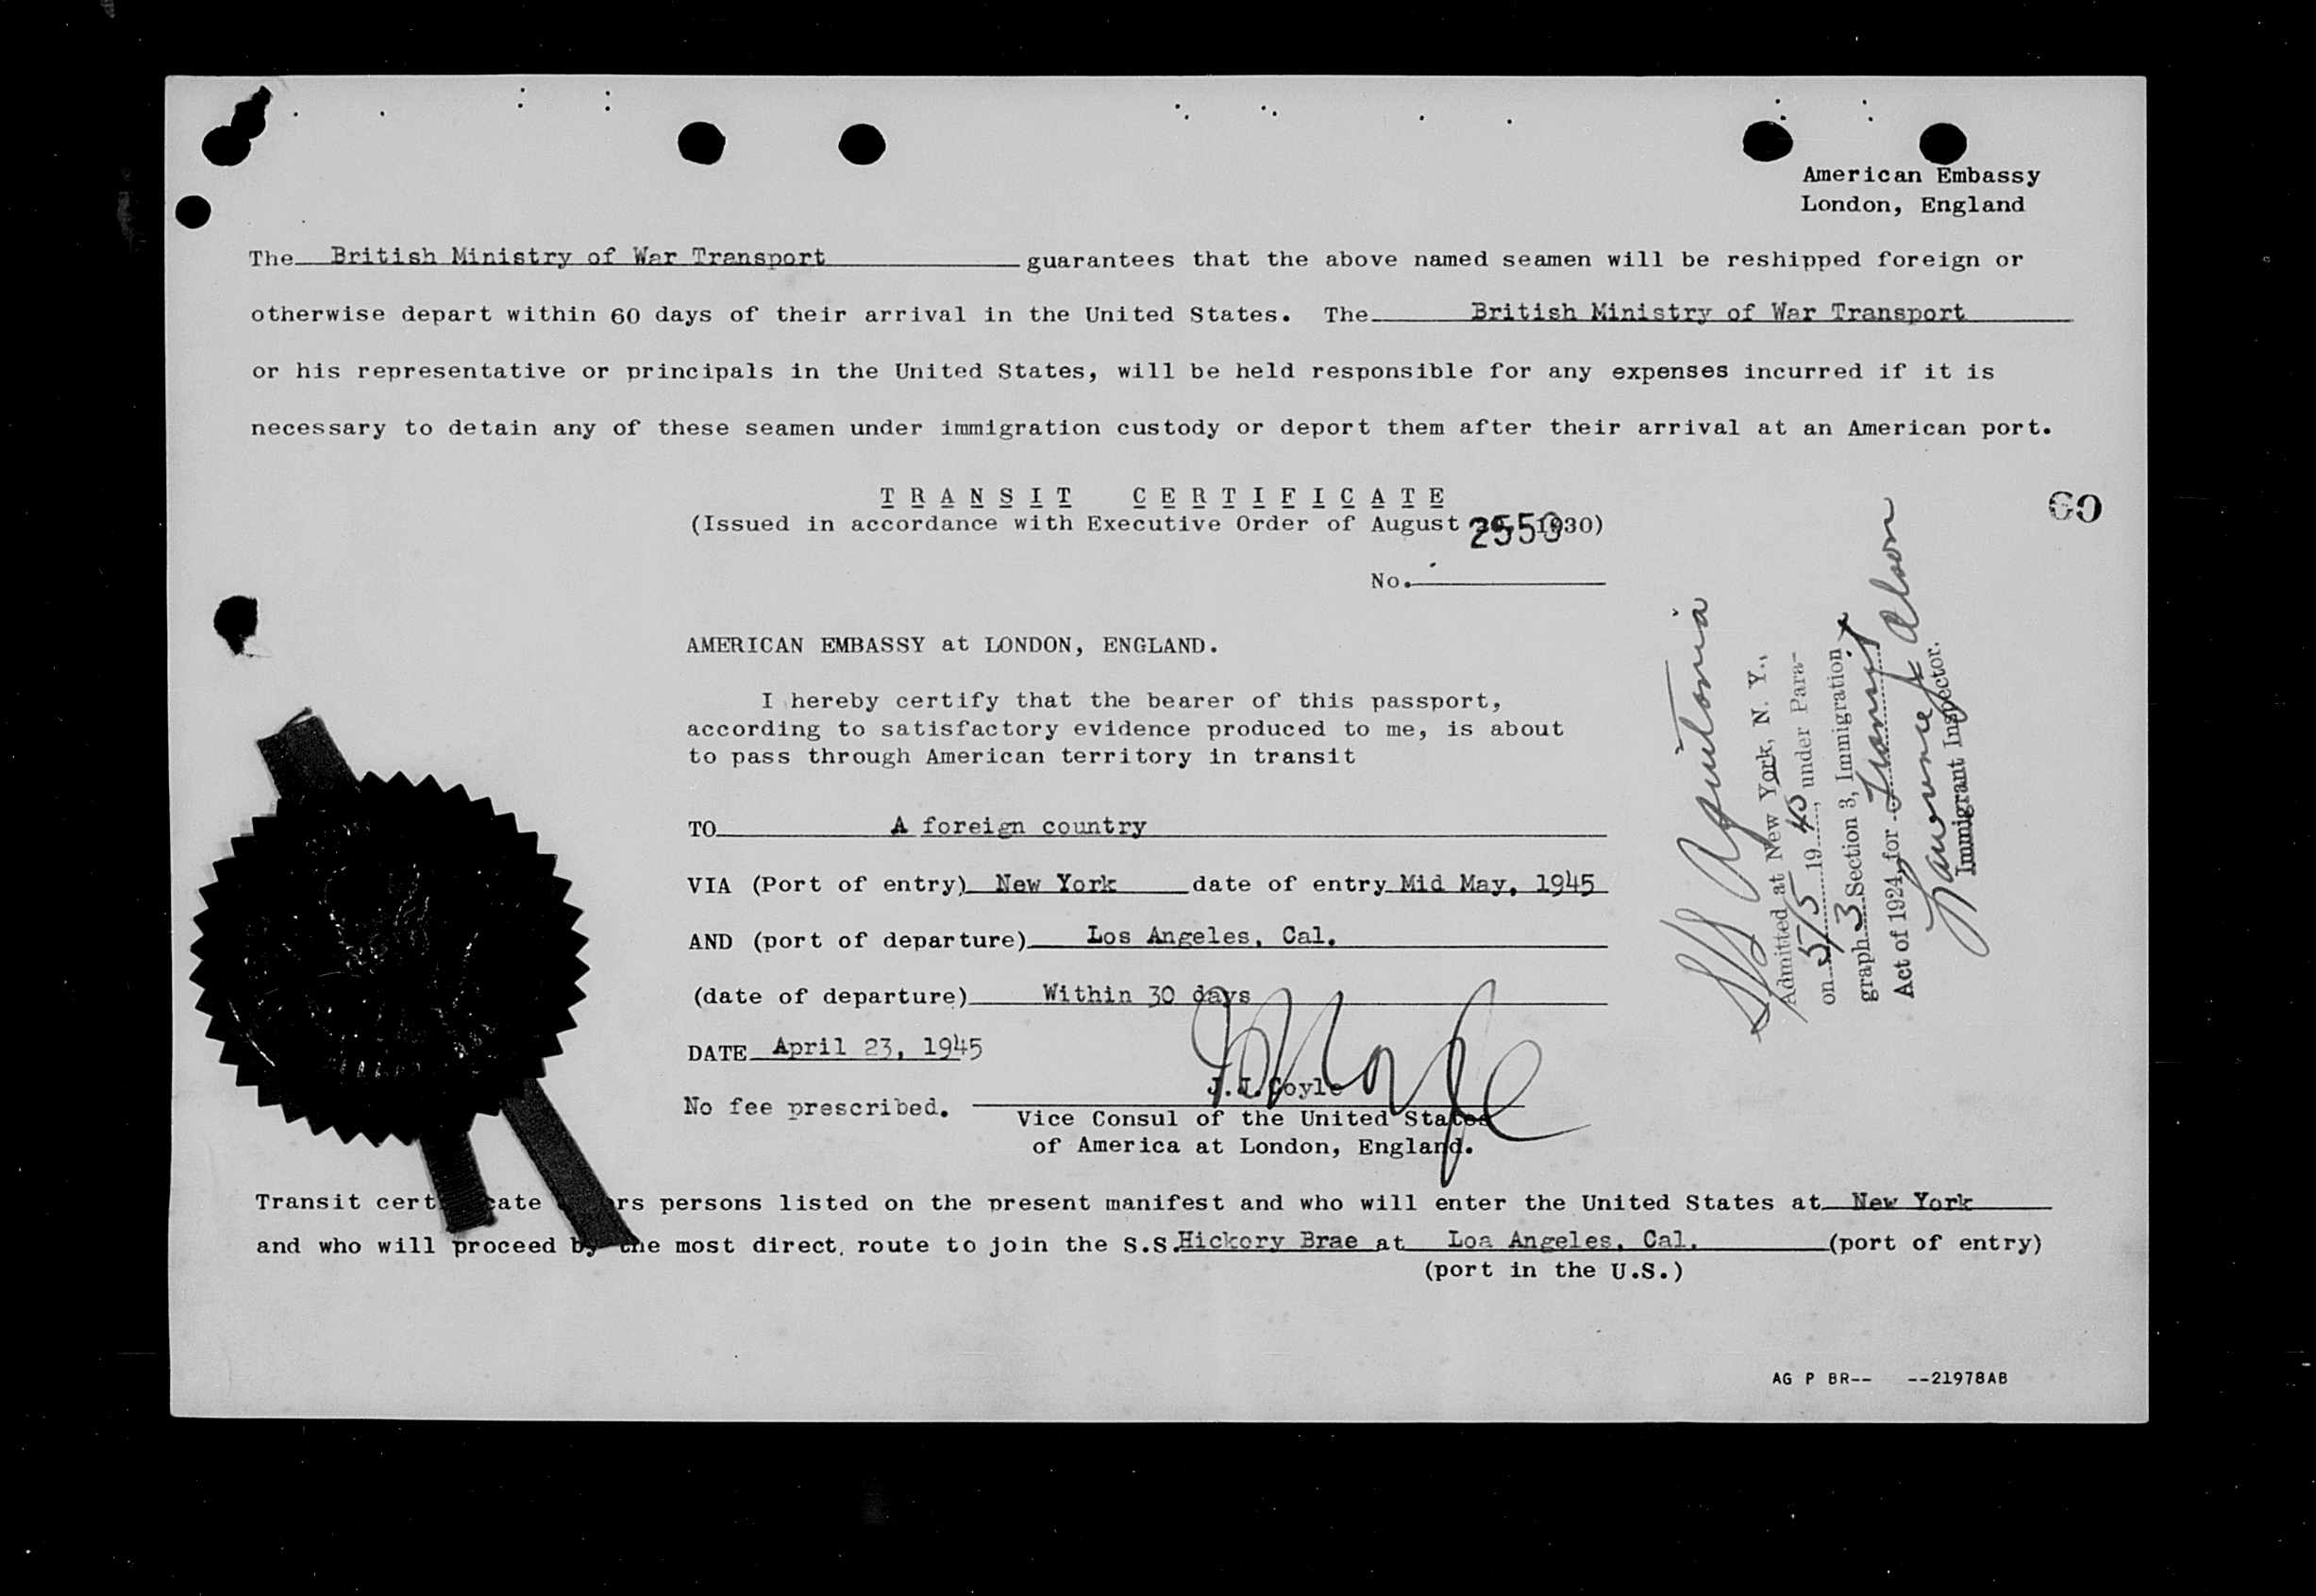 American Embassy
London, England
The British Ministry of War Transport guarantees that the above named seamen will be reshipped foreign or
otherwise depart within 60 days of their arrival in the United States. The British Ministry of War Transport
or his representative or principals in the United States, will be held responsible for any expenses incurred if it is
necessary to detain any of these seamen under immigration custody or deport them after their arrival at an American port.
TRANSIT CERTIFICATE
(Issued in accordance with Executive Order of August 1930)
2550
No.
60
AMERICAN EMBASSY at LONDON, ENGLAND.
I hereby certify that the bearer of this passport,
according to satisfactory evidence produced to me, is about
to pass through American territory in transit
TO A foreign country
VIA (Port of entry) New York date of entry Mid May, 1945
AND (port of departure) Los Angeles, Cal.
(date of departure) Within 30 days
DATE April 23, 1945
J.J.Coyle
No fee prescribed.
Vice Consul of the United States
of America at London, England.
SS Aquitania
Admitted at New York, N. Y.,
on 5/5 1945, under Para-
graph 3 Section 3, Immigration
Act of 1924, for Transit
Lawrence
Immigrant Inspector.
Transit persons listed on the present manifest and who will enter the United States at New York
and who will proceed by the most direct route to join the S.S. Hickory Brae at Loa Angeles, Cal. (port of entry)
(port in the U.S.)
AG P BR-- --21978AB